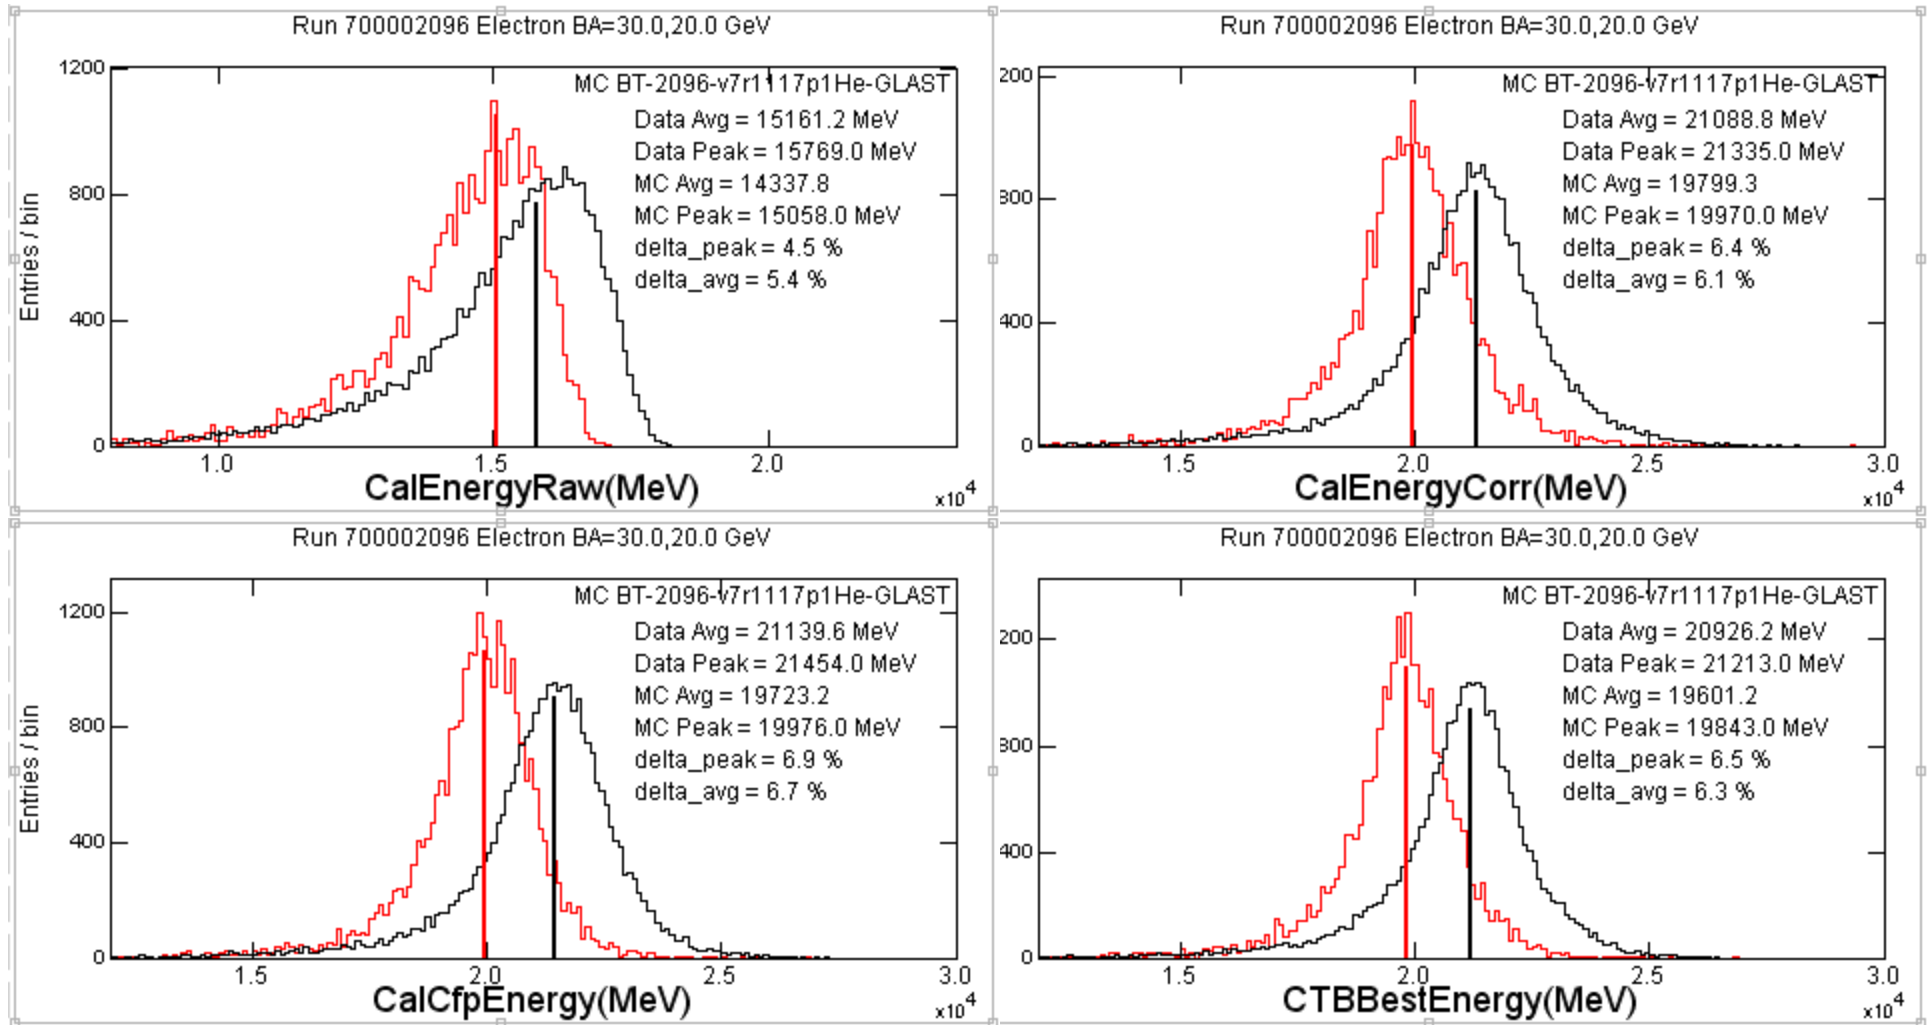 Run 700002096 Electron BA=30.0,20.0 GeV
MC BT-2096-v7r1117p1He-GLAST
Data Avg = 15161.2 MeV
Data Peak = 15769.0 MeV
MC Avg = 14337.8
MC Peak = 15058.0 MeV
delta_peak = 4.5 %
delta_avg = 5.4 %
1200
800
400
0
Entries / bin
1.0 1.5 2.0
x10^4
CalEnergyRaw(MeV)
Run 700002096 Electron BA=30.0,20.0 GeV
MC BT-2096-v7r1117p1He-GLAST
Data Avg = 21088.8 MeV
Data Peak = 21335.0 MeV
MC Avg = 19799.3
MC Peak = 19970.0 MeV
delta_peak = 6.4 %
delta_avg = 6.1 %
200
800
400
0
1.5 2.0 2.5 3.0
x10^4
CalEnergyCorr(MeV)
Run 700002096 Electron BA=30.0,20.0 GeV
MC BT-2096-v7r1117p1He-GLAST
Data Avg = 21139.6 MeV
Data Peak = 21454.0 MeV
MC Avg = 19723.2
MC Peak = 19976.0 MeV
delta_peak = 6.9 %
delta_avg = 6.7 %
1200
800
400
0
Entries / bin
1.5 2.0 2.5 3.0
x10^4
CalCfpEnergy(MeV)
Run 700002096 Electron BA=30.0,20.0 GeV
MC BT-2096-v7r1117p1He-GLAST
Data Avg = 20926.2 MeV
Data Peak = 21213.0 MeV
MC Avg = 19601.2
MC Peak = 19843.0 MeV
delta_peak = 6.5 %
delta_avg = 6.3 %
200
800
400
0
1.5 2.0 2.5 3.0
x10^4
CTBBestEnergy(MeV)